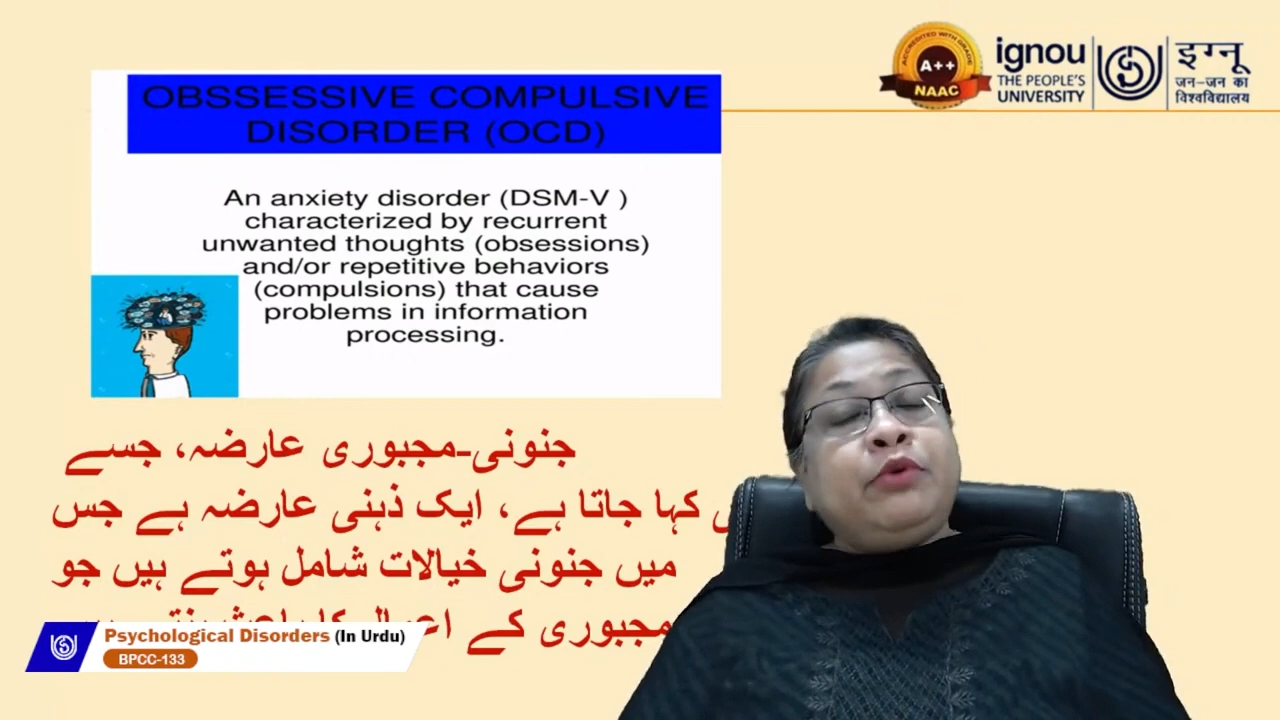 OBSSESSIVE COMPULSIVE
DISORDER (OCD)
An anxiety disorder (DSM-V )
characterized by recurrent
unwanted thoughts (obsessions)
and/or repetitive behaviors
(compulsions) that cause
problems in information
processing.
جنونی-مجبوری عارضہ، جسے
کہا جاتا ہے، ایک ذہنی عارضہ ہے جس
میں جنونی خیالات شامل ہوتے ہیں جو
مجبوری کے
ACCREDITED WITH GRADE
A++
NAAC
ignou
THE PEOPLE'S
UNIVERSITY
इग्नू
जन-जन का
विश्वविद्यालय
Psychological Disorders (In Urdu)
BPCC-133